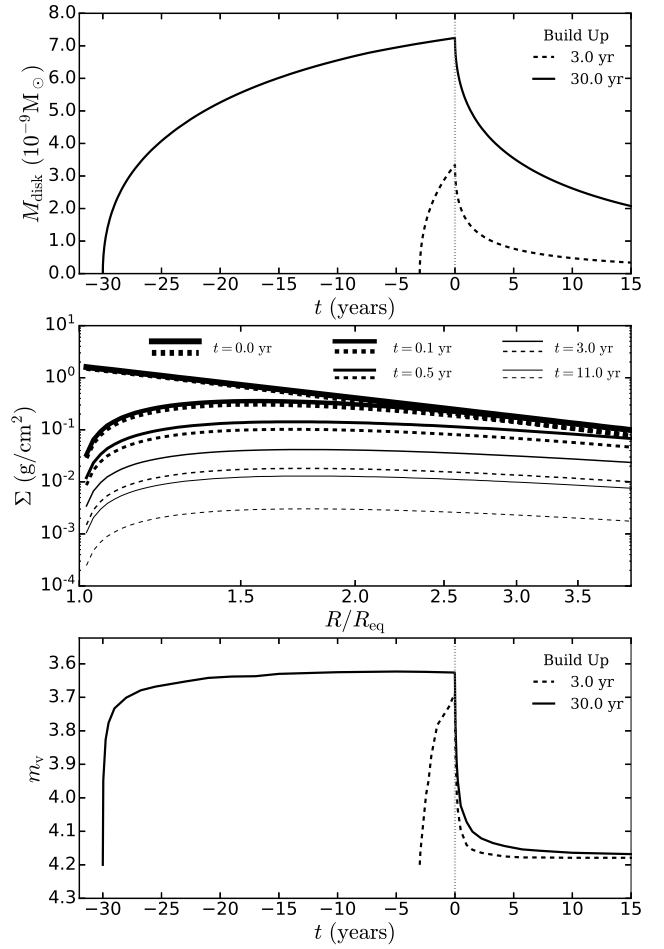 8.0
7.0
6.0
5.0
4.0
3.0
2.0
1.0
0.0
M_disk (10^−9 M_⊙)
Build Up
3.0 yr
30.0 yr
−30 −25 −20 −15 −10 −5 0 5 10 15
t (years)
10^1
10^0
10^−1
10^−2
10^−3
10^−4
Σ (g/cm^2)
t = 0.0 yr t = 0.1 yr t = 3.0 yr
t = 0.5 yr t = 11.0 yr
1.0 1.5 2.0 2.5 3.0 3.5
R/R_eq
3.6
3.7
3.8
3.9
4.0
4.1
4.2
4.3
m_v
Build Up
3.0 yr
30.0 yr
−30 −25 −20 −15 −10 −5 0 5 10 15
t (years)